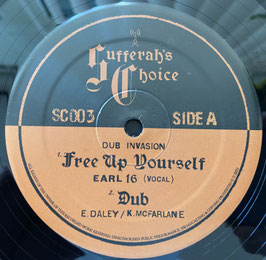 Sufferah's
Choice
SC003 SIDE A
DUB INVASION
1. Free Up Yourself
EARL 16 (VOCAL)
2. Dub
E. DALEY / K. MCFARLANE